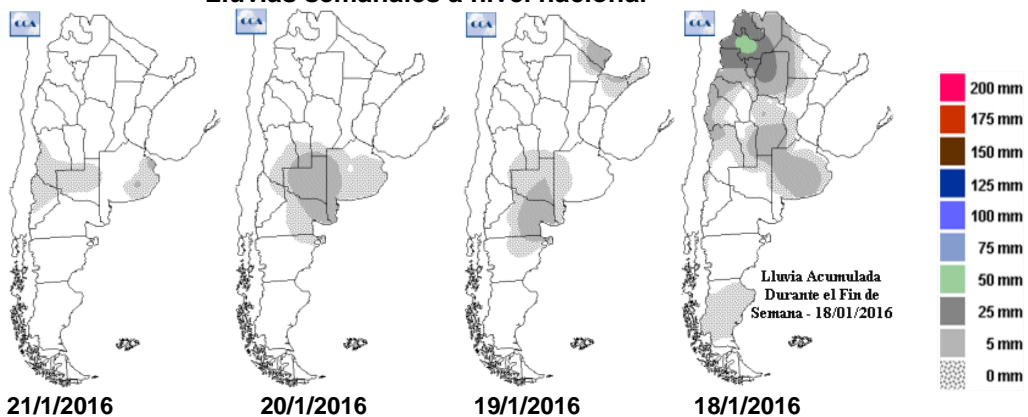 Lluvias semanales a nivel nacional
CCA
CCA
CCA
CCA
200 mm
175 mm
150 mm
125 mm
100 mm
75 mm
50 mm
25 mm
5 mm
0 mm
Lluvia Acumulada
Durante el Fin de
Semana - 18/01/2016
21/1/2016
20/1/2016
19/1/2016
18/1/2016